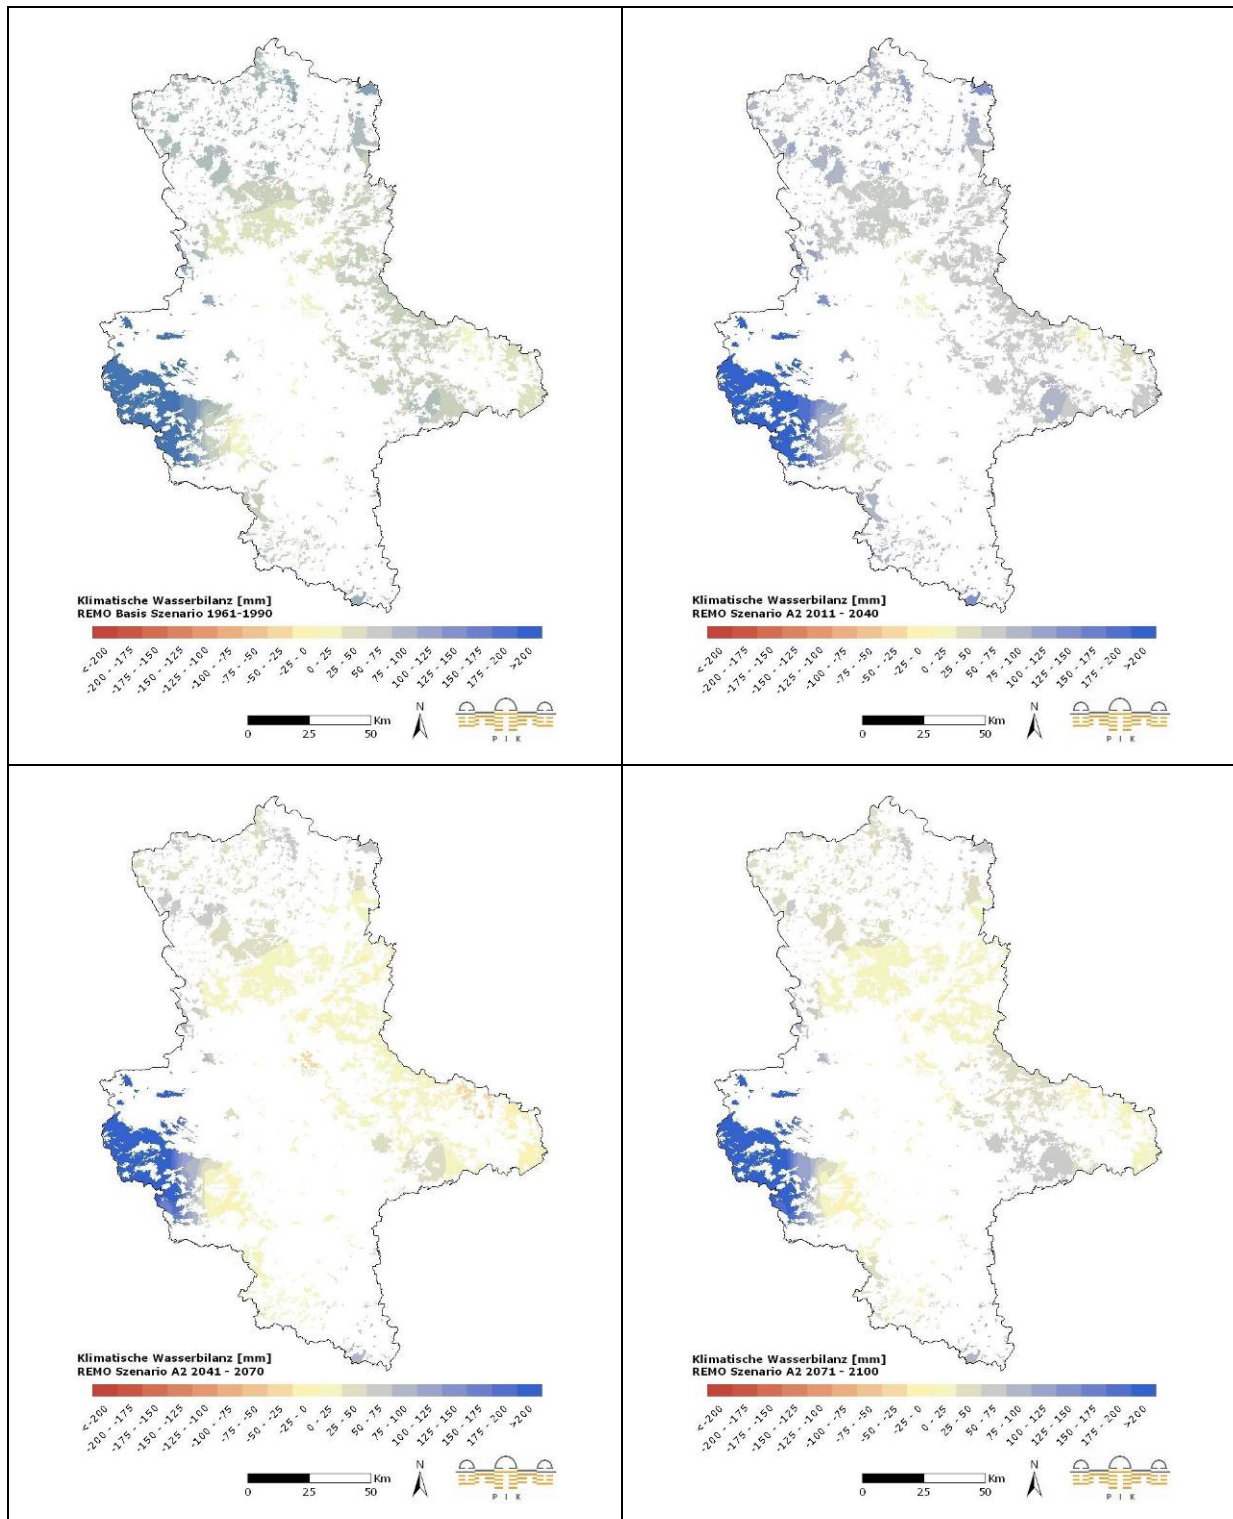 Klimatische Wasserbilanz [mm]
REMO Basis Szenario 1961-1990
<-200
-200 - -175
-175 - -150
-150 - -125
-125 - -100
-100 - -75
-75 - -50
-50 - -25
-25 - 0
0 - 25
25 - 50
50 - 75
75 - 100
100 - 125
125 - 150
150 - 175
175 - 200
>200
0 25 50 Km
N
P I K
Klimatische Wasserbilanz [mm]
REMO Szenario A2 2011 - 2040
<-200
-200 - -175
-175 - -150
-150 - -125
-125 - -100
-100 - -75
-75 - -50
-50 - -25
-25 - 0
0 - 25
25 - 50
50 - 75
75 - 100
100 - 125
125 - 150
150 - 175
175 - 200
>200
0 25 50 Km
N
P I K
Klimatische Wasserbilanz [mm]
REMO Szenario A2 2041 - 2070
<-200
-200 - -175
-175 - -150
-150 - -125
-125 - -100
-100 - -75
-75 - -50
-50 - -25
-25 - 0
0 - 25
25 - 50
50 - 75
75 - 100
100 - 125
125 - 150
150 - 175
175 - 200
>200
0 25 50 Km
N
P I K
Klimatische Wasserbilanz [mm]
REMO Szenario A2 2071 - 2100
<-200
-200 - -175
-175 - -150
-150 - -125
-125 - -100
-100 - -75
-75 - -50
-50 - -25
-25 - 0
0 - 25
25 - 50
50 - 75
75 - 100
100 - 125
125 - 150
150 - 175
175 - 200
>200
0 25 50 Km
N
P I K